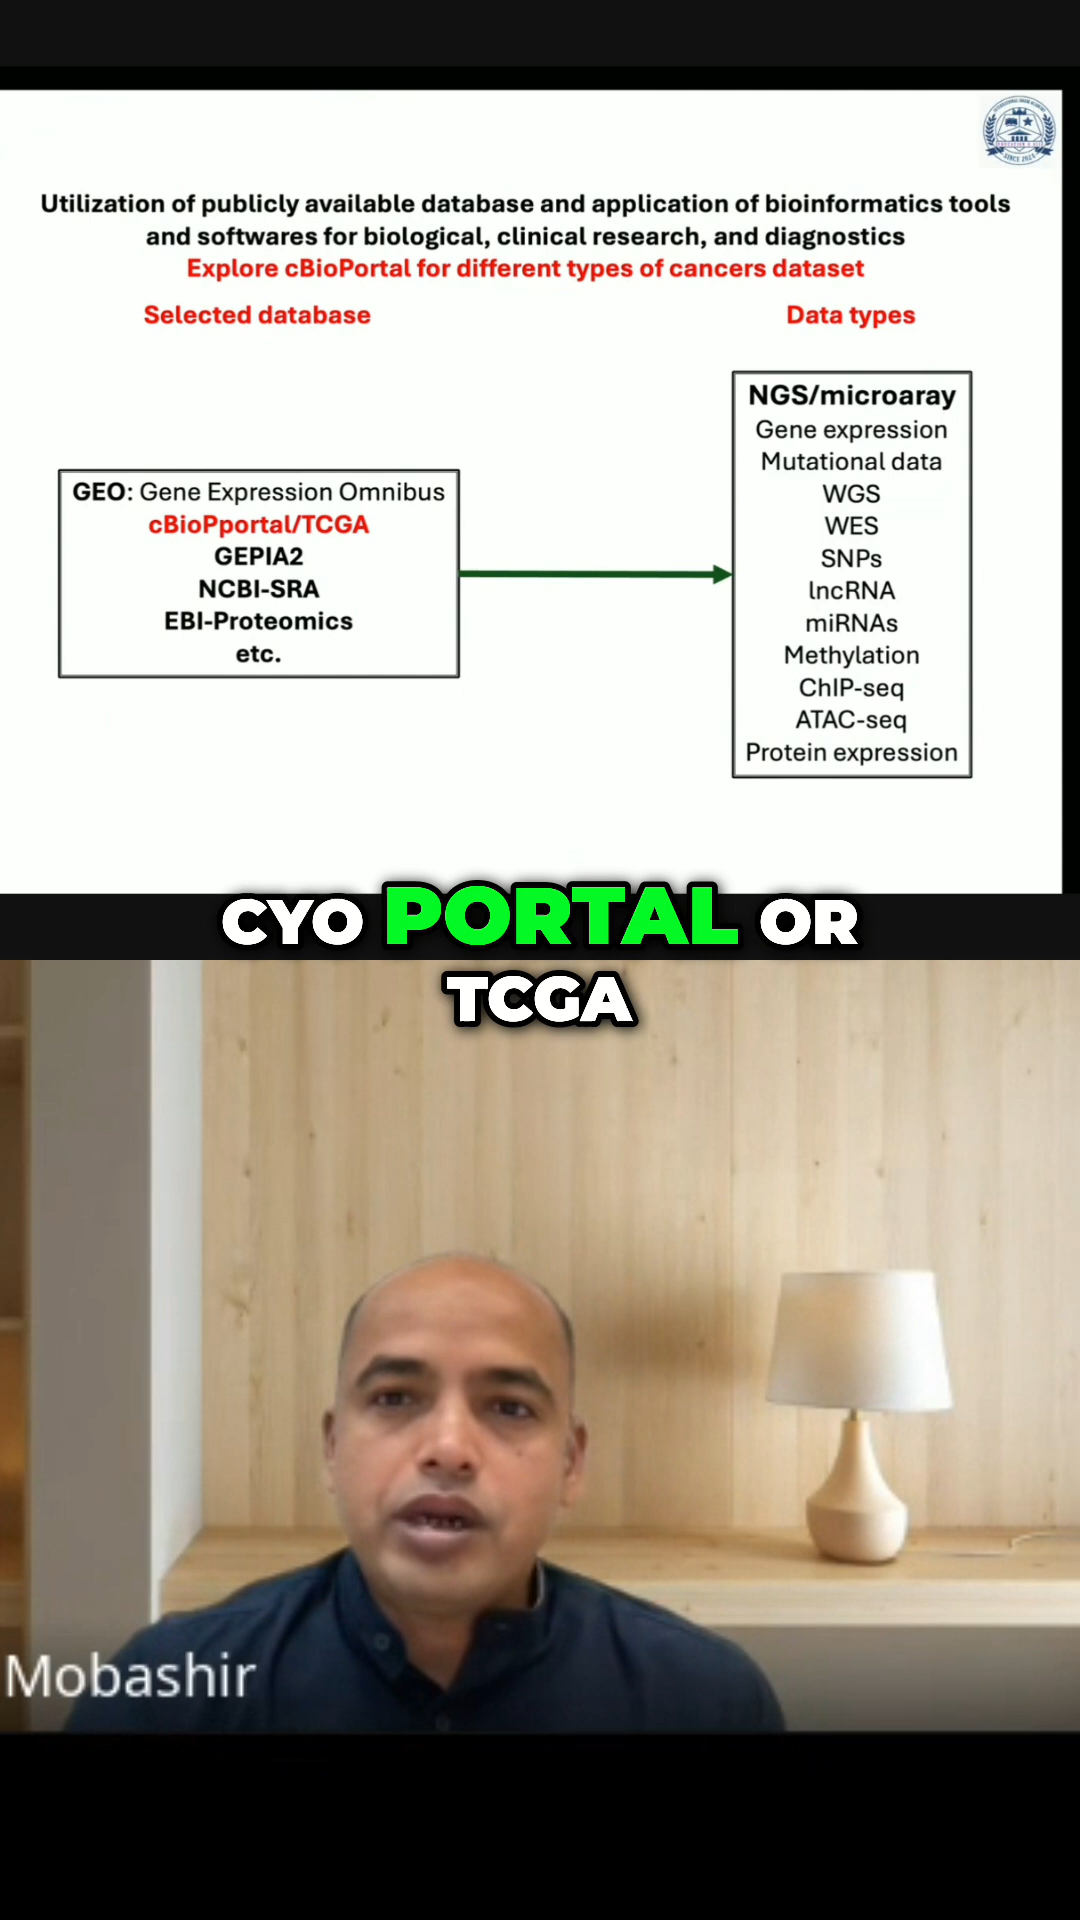 Utilization of publicly available database and application of bioinformatics tools
and softwares for biological, clinical research, and diagnostics
Explore cBioPortal for different types of cancers dataset
Selected database
Data types
GEO: Gene Expression Omnibus
cBioPportal/TCGA
GEPIA2
NCBI-SRA
EBI-Proteomics
etc.
NGS/microaray
Gene expression
Mutational data
WGS
WES
SNPs
lncRNA
miRNAs
Methylation
ChIP-seq
ATAC-seq
Protein expression
CYO PORTAL OR
TCGA
Mobashir